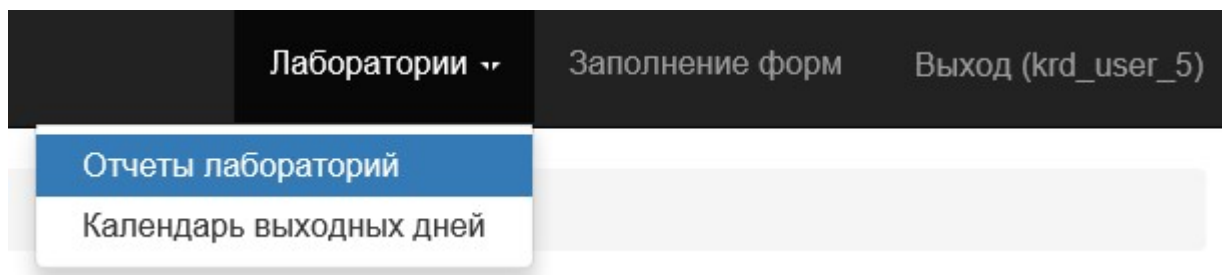 Лаборатории Заполнение форм Выход (krd_user_5)
Отчеты лабораторий
Календарь выходных дней